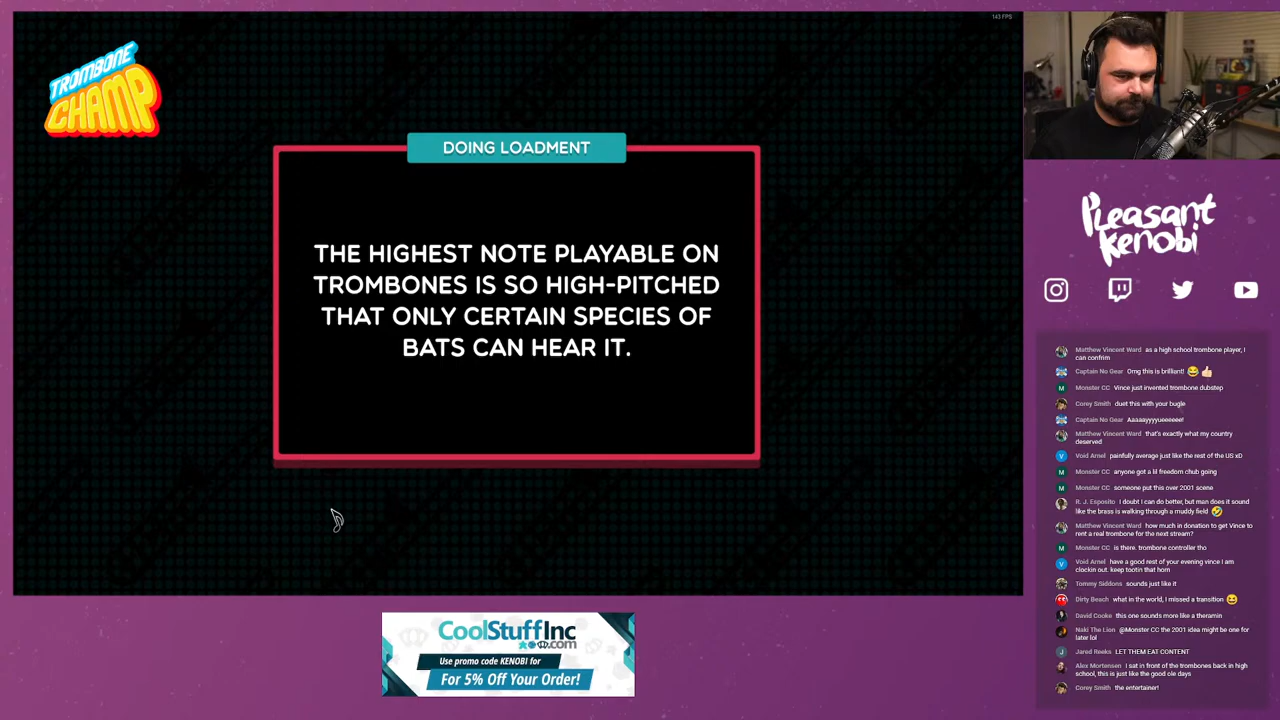 143 FPS
TROMBONE
CHAMP
DOING LOADMENT
THE HIGHEST NOTE PLAYABLE ON
TROMBONES IS SO HIGH-PITCHED
THAT ONLY CERTAIN SPECIES OF
BATS CAN HEAR IT.
Pleasant
Kenobi
Matthew Vincent Ward as a high school trombone player, I
can confrim
Captain No Gear Omg this is brilliant! 😂 👍🏻
Monster CC Vince just invented trombone dubstep
Corey Smith duet this with your bugle
Captain No Gear Aaaaayyyyueeeeee!
Matthew Vincent Ward that's exactly what my country
deserved
Void Arnel painfully average just like the rest of the US xD
Monster CC anyone got a lil freedom chub going
Monster CC someone put this over 2001 scene
R. J. Esposito I doubt I can do better, but man does it sound
like the brass is walking through a muddy field 🤣
Matthew Vincent Ward how much in donation to get Vince to
rent a real trombone for the next stream?
Monster CC is there. trombone controller tho
Void Arnel have a good rest of your evening vince I am
clockin out. keep tootin that horn
Tommy Siddons sounds just like it
Dirty Beach what in the world, I missed a transition 😆
David Cooke this one sounds more like a theramin
Naki The Lion @Monster CC the 2001 idea might be one for
later lol
Jared Reeks LET THEM EAT CONTENT
Alex Mortensen I sat in front of the trombones back in high
school, this is just like the good ole days
Corey Smith the entertainer!
CoolStuffInc
.com
Use promo code KENOBI for
For 5% Off Your Order!